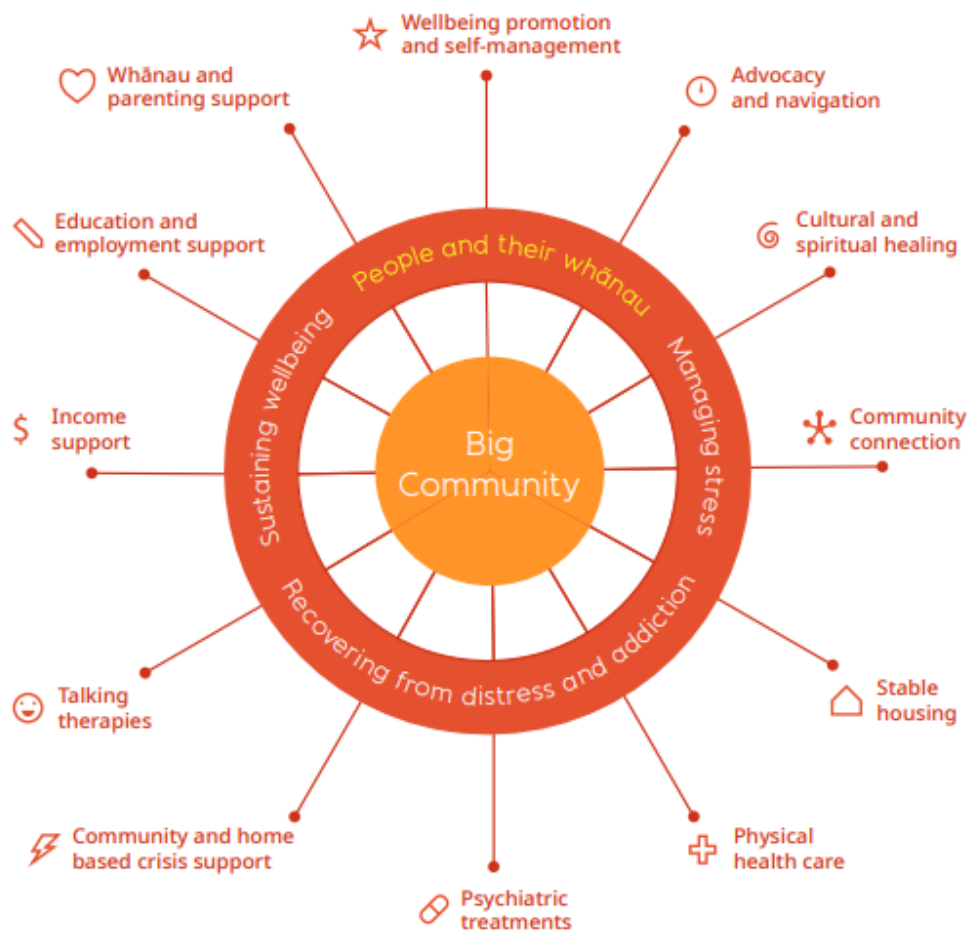 Wellbeing promotion
and self-management
Advocacy
and navigation
Cultural and
spiritual healing
Community
connection
Stable
housing
Physical
health care
Psychiatric
treatments
Community and home
based crisis support
Talking
therapies
Income
support
Education and
employment support
Whānau and
parenting support
People and their whānau
Managing stress
Recovering from distress and addiction
Sustaining wellbeing
Big
Community